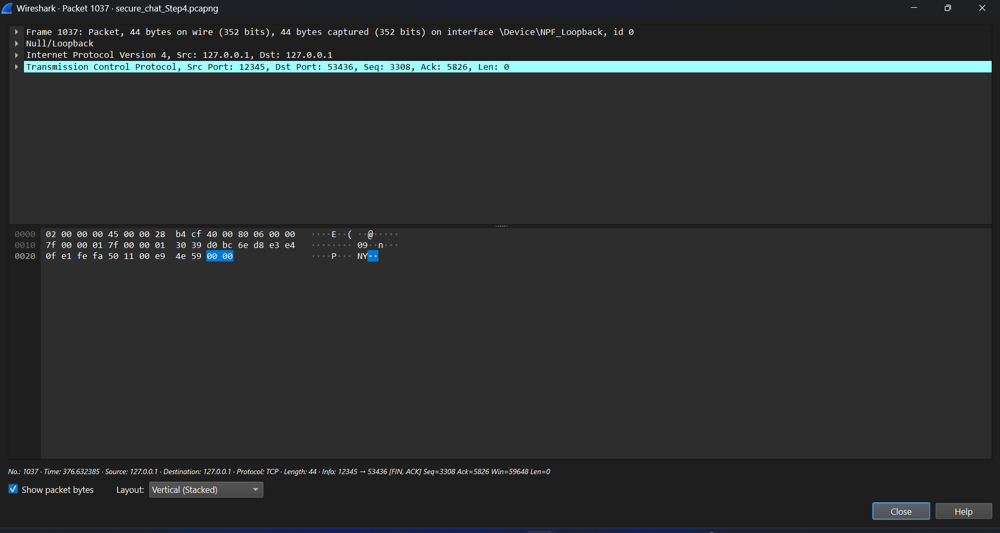 Wireshark · Packet 1037 · secure_chat_Step4.pcapng
Frame 1037: Packet, 44 bytes on wire (352 bits), 44 bytes captured (352 bits) on interface \Device\NPF_Loopback, id 0
Null/Loopback
Internet Protocol Version 4, Src: 127.0.0.1, Dst: 127.0.0.1
Transmission Control Protocol, Src Port: 12345, Dst Port: 53436, Seq: 3308, Ack: 5826, Len: 0
0000 02 00 00 00 45 00 00 28 b4 cf 40 00 80 06 00 00 ····E··( ··@·····
0010 7f 00 00 01 7f 00 00 01 30 39 d0 bc 6e d8 e3 e4 ········ 09··n···
0020 0f e1 fe fa 50 11 00 e9 4e 59 00 00 ····P··· NY··
No.: 1037 · Time: 376.632385 · Source: 127.0.0.1 · Destination: 127.0.0.1 · Protocol: TCP · Length: 44 · Info: 12345 → 53436 [FIN, ACK] Seq=3308 Ack=5826 Win=59648 Len=0
Show packet bytes Layout: Vertical (Stacked)
Close Help